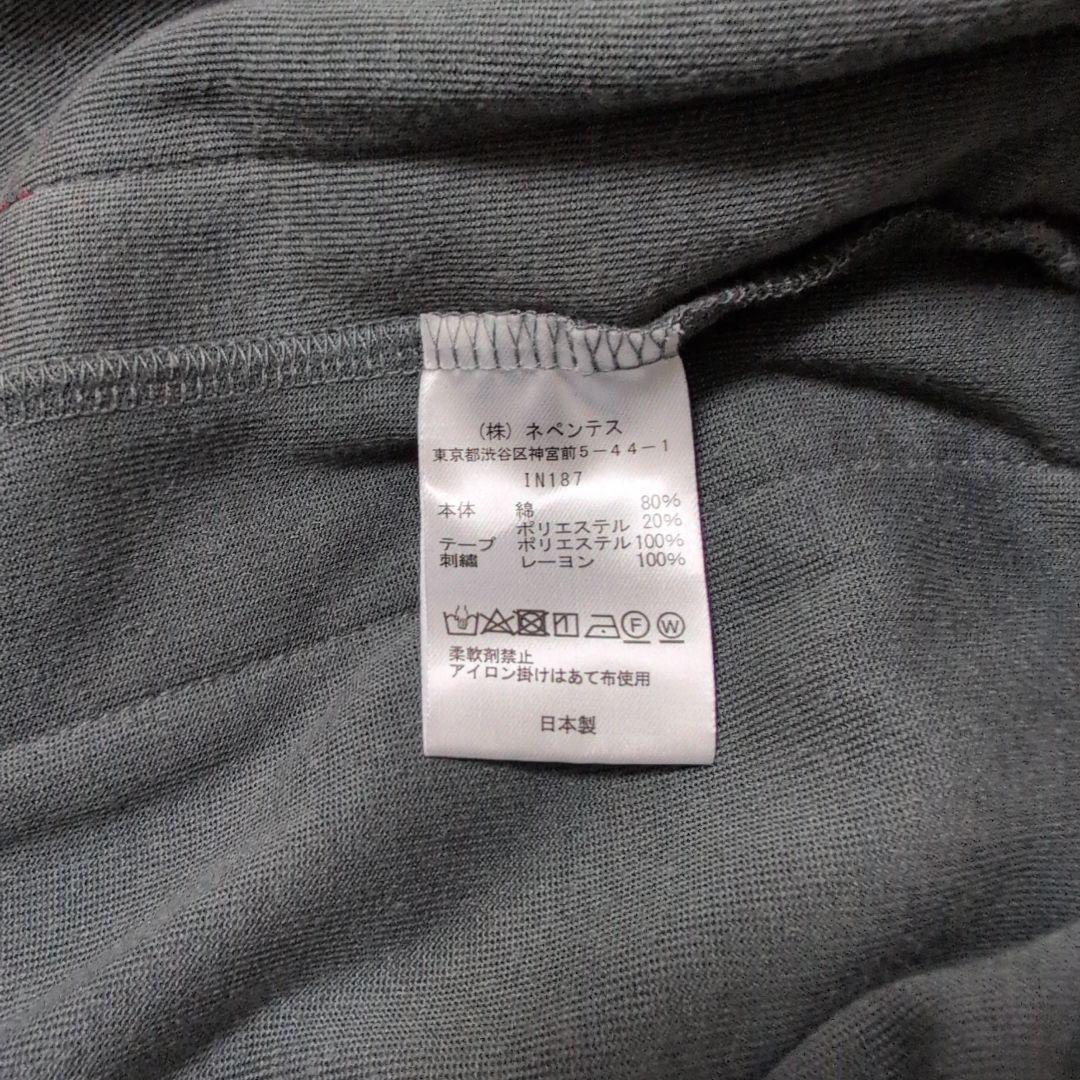 (株) ネペンテス
東京都渋谷区神宮前5-44-1
IN187
本体 綿 80%
ポリエステル 20%
テープ ポリエステル 100%
刺繍 レーヨン 100%
F W
柔軟剤禁止
アイロン掛けはあて布使用
日本製